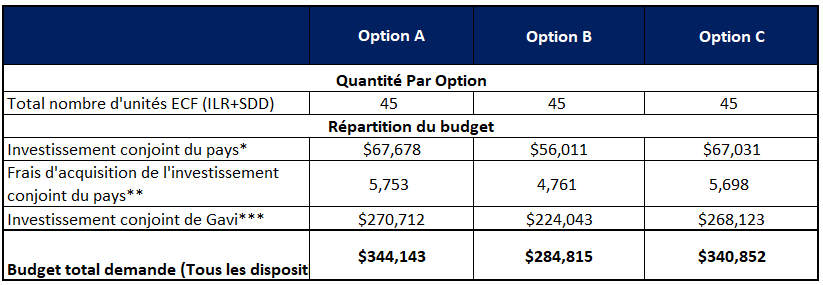 Option A Option B Option C
Quantité Par Option
Total nombre d'unités ECF (ILR+SDD) 45 45 45
Répartition du budget
Investissement conjoint du pays* $67,678 $56,011 $67,031
Frais d'acquisition de l'investissement
conjoint du pays** 5,753 4,761 5,698
Investissement conjoint de Gavi*** $270,712 $224,043 $268,123
Budget total demande (Tous les dispositi $344,143 $284,815 $340,852